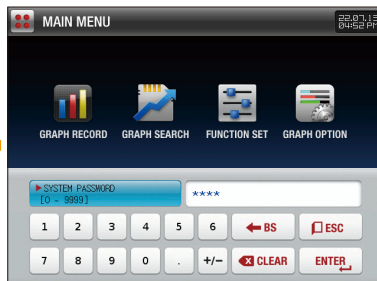 MAIN MENU
22.07.13
04:52 PM
GRAPH RECORD GRAPH SEARCH FUNCTION SET GRAPH OPTION
▶SYSTEM PASSWORD
[0 - 9999]
****
1 2 3 4 5 6 BS ESC
7 8 9 0 . +/- CLEAR ENTER